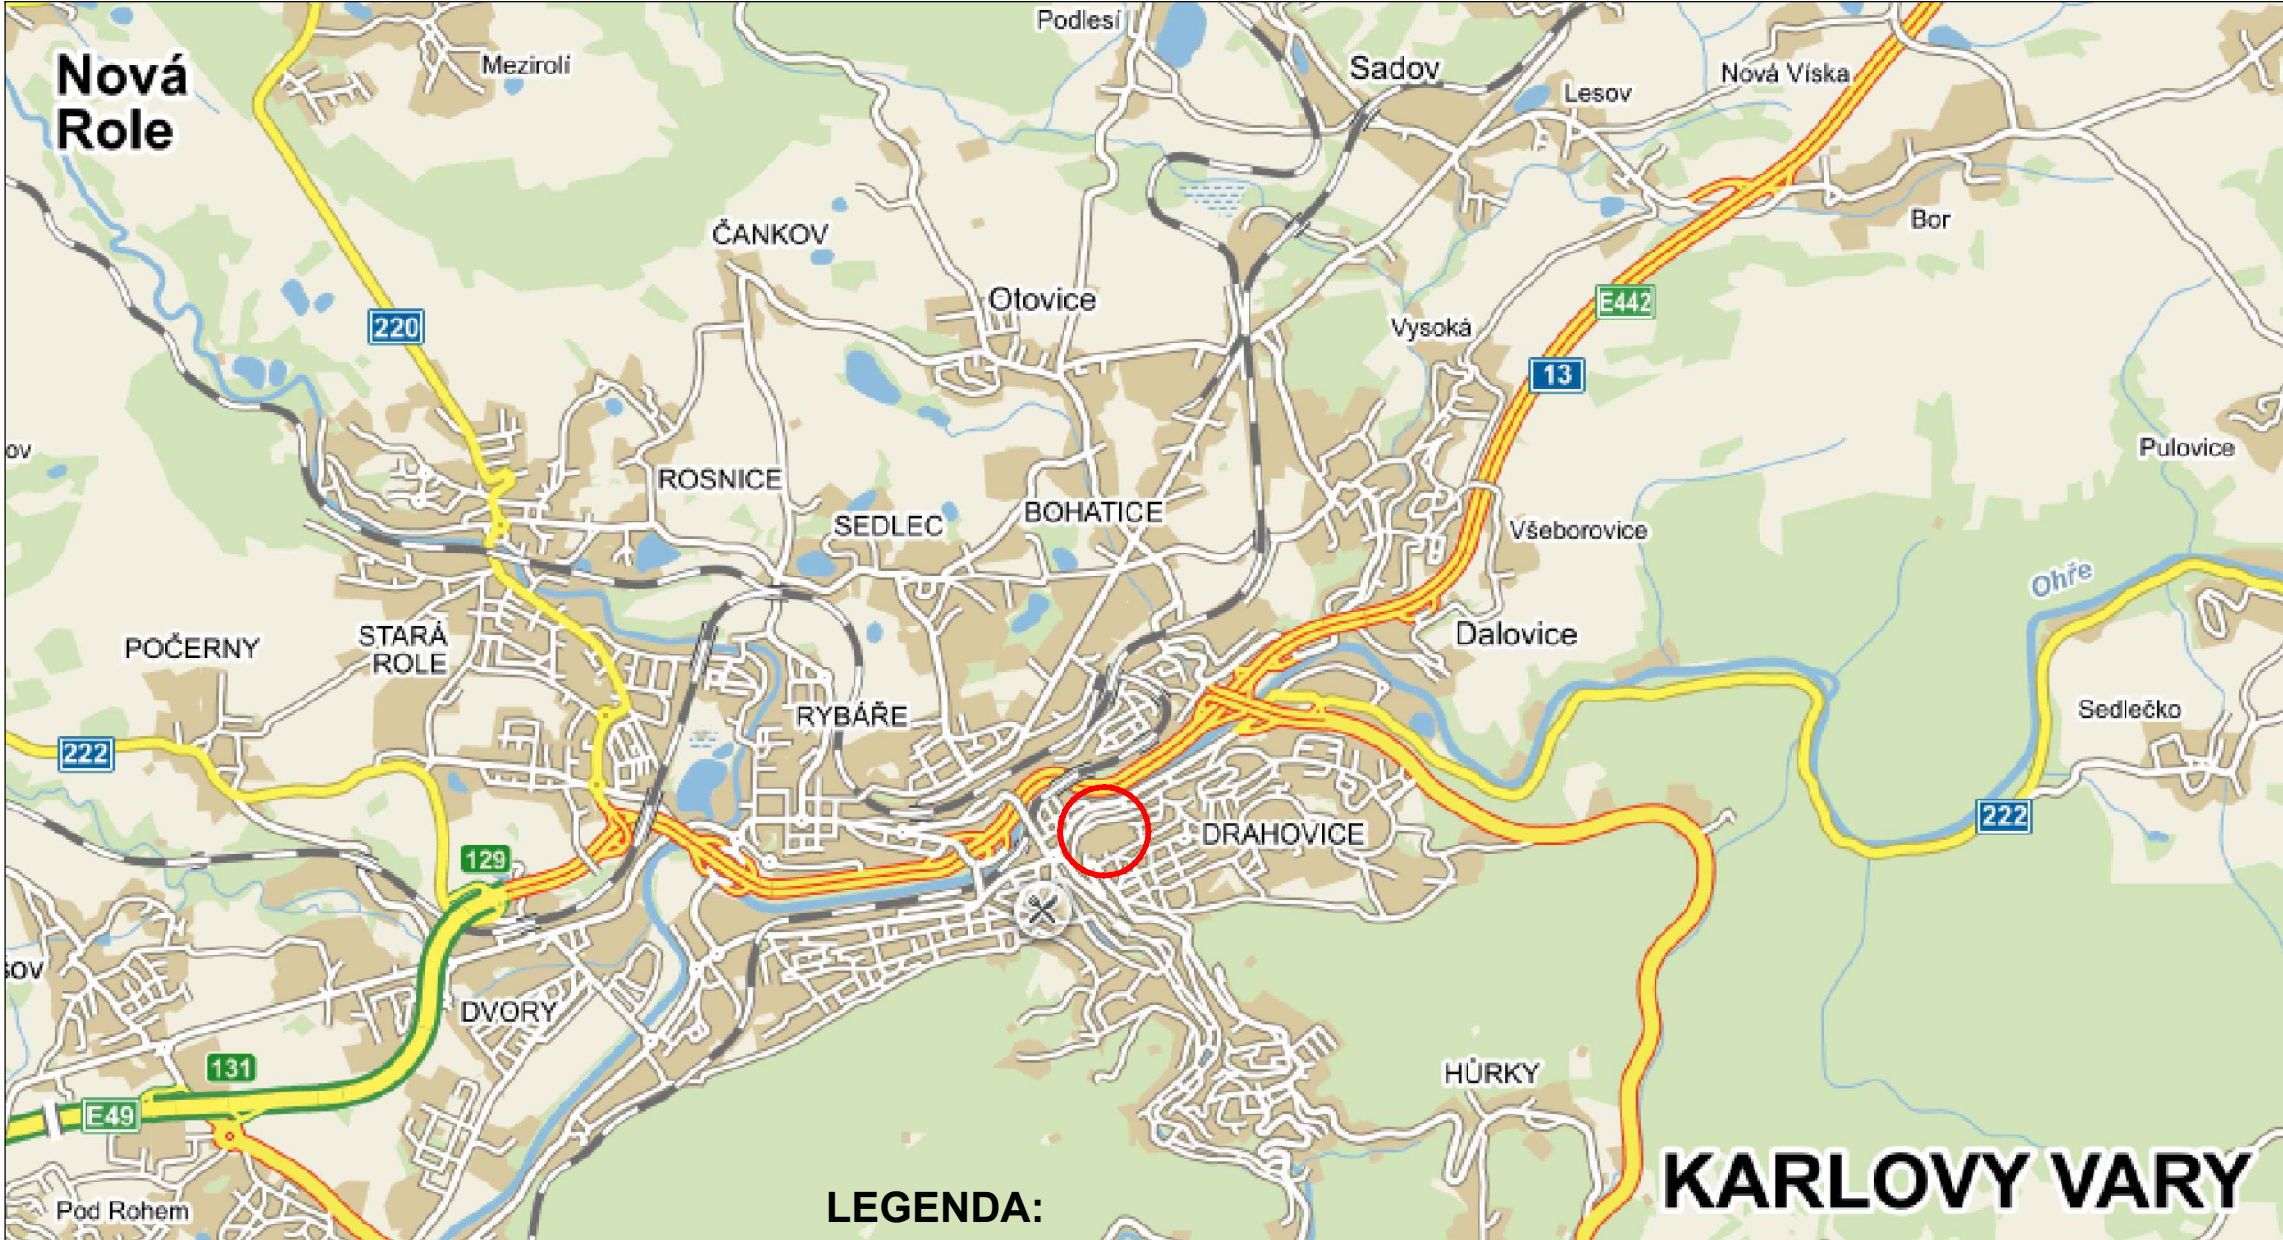 Podlesí
Nová
Role
Mezirolí
Sadov
Lesov
Nová Víska
ČANKOV
Bor
Otovice
E442
220
Vysoká
13
ov
Pulovice
ROSNICE
SEDLEC
BOHATICE
Všeborovice
Ohře
POČERNY
STARÁ
ROLE
Dalovice
RYBÁŘE
Sedlečko
222
222
DRAHOVICE
129
DVORY
131
HŮRKY
E49
Pod Rohem
LEGENDA:
KARLOVY VARY